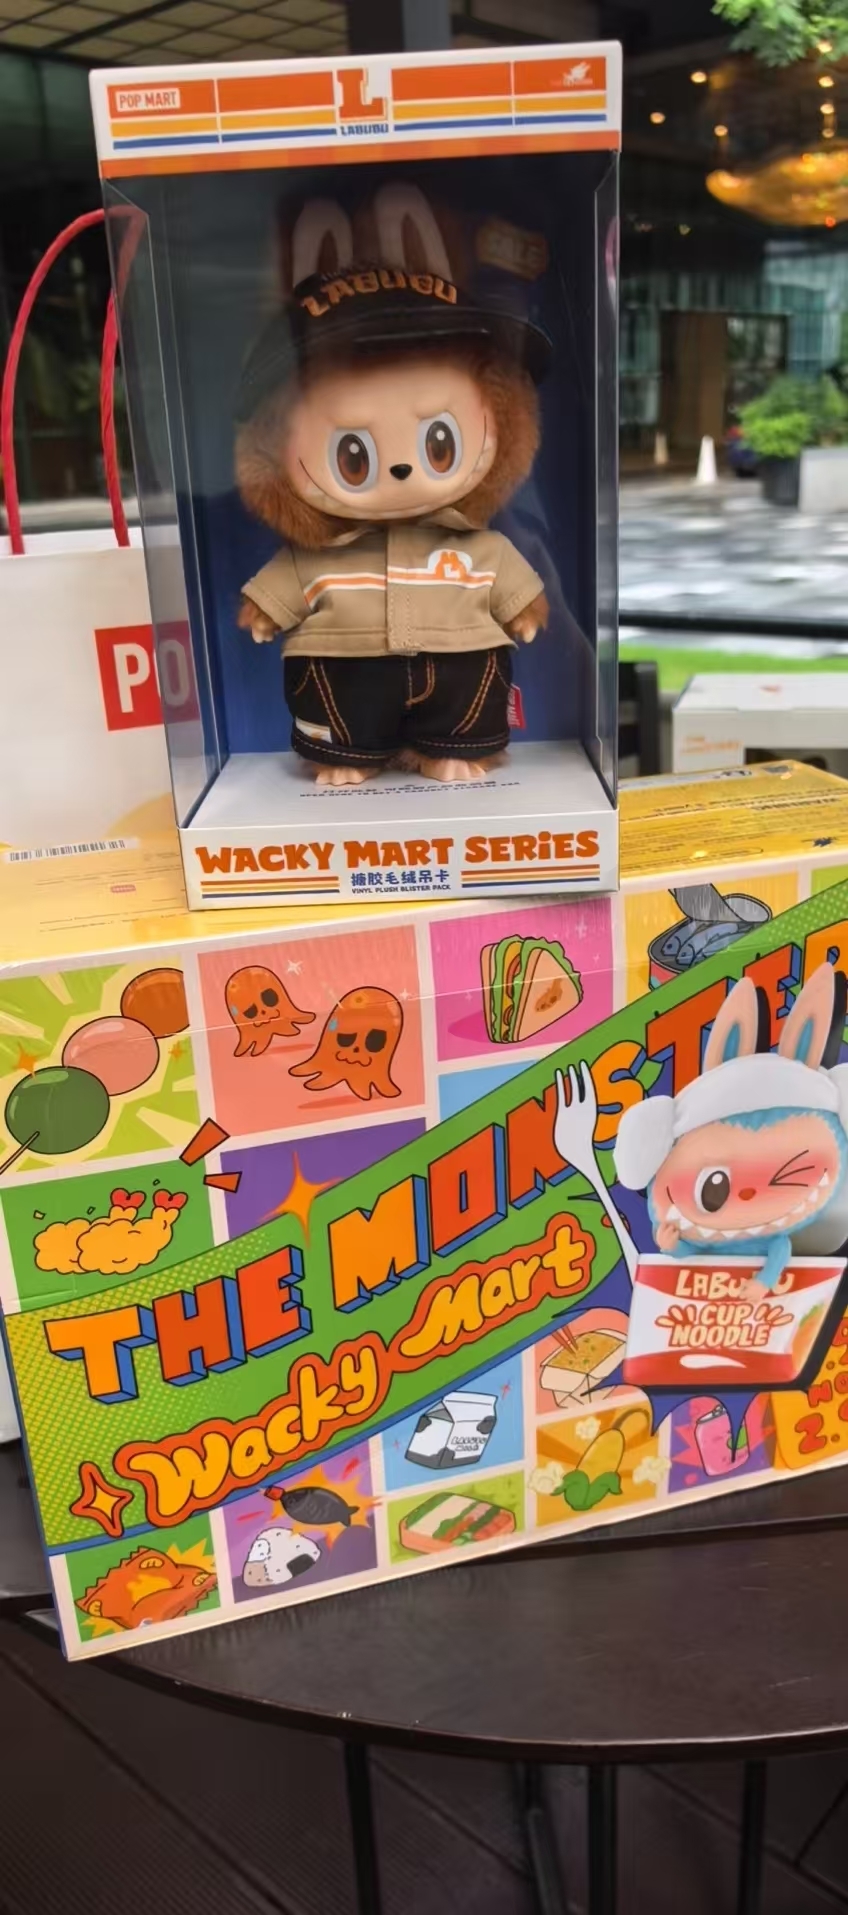 POP MART
L
LABUBU
LABUBU
PO
WACKY MART SERIES
搪胶毛绒吊卡
VINYL PLUSH BLISTER PACK
THE MONSTER
Wacky Mart
LABUBU
CUP
NOODLE